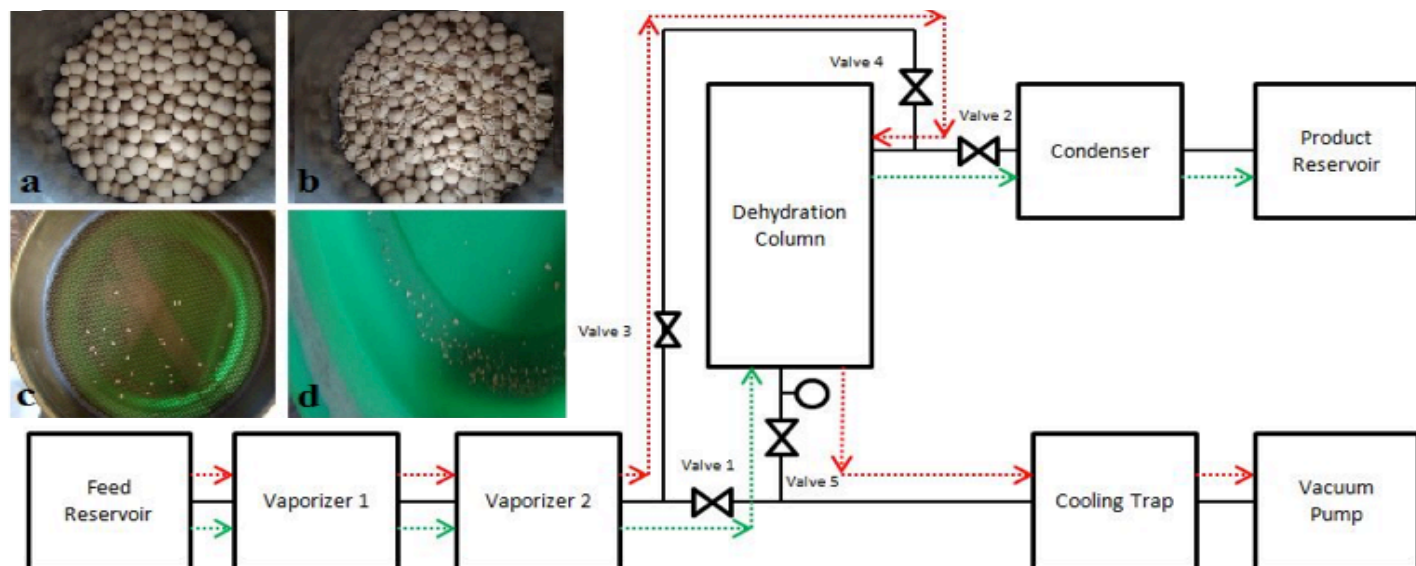 a
b
c
d
Valve 4
Valve 2
Condenser
Product
Reservoir
Dehydration
Column
Valve 3
Valve 1
Valve 5
Feed
Reservoir
Vaporizer 1
Vaporizer 2
Cooling Trap
Vacuum
Pump